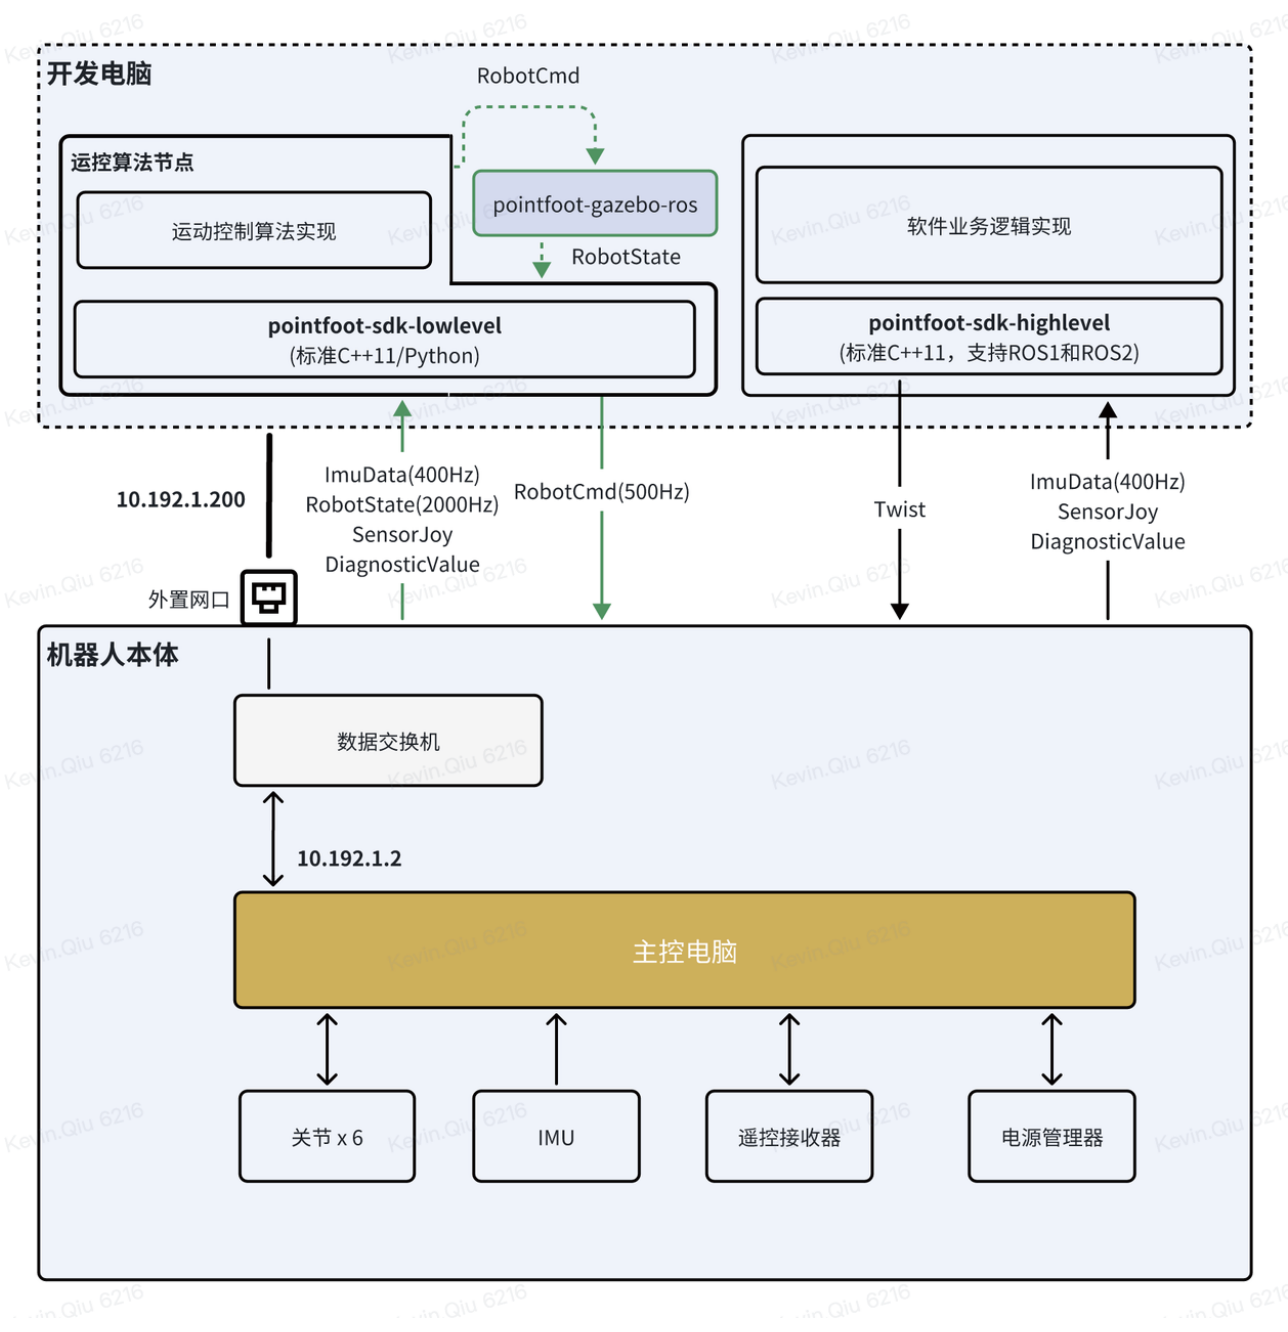 开发电脑
RobotCmd
运控算法节点
运动控制算法实现
pointfoot-gazebo-ros
RobotState
软件业务逻辑实现
pointfoot-sdk-lowlevel
(标准C++11/Python)
pointfoot-sdk-highlevel
(标准C++11，支持ROS1和ROS2)
10.192.1.200
ImuData(400Hz)
RobotState(2000Hz)
SensorJoy
DiagnosticValue
RobotCmd(500Hz)
Twist
ImuData(400Hz)
SensorJoy
DiagnosticValue
外置网口
机器人本体
数据交换机
10.192.1.2
主控电脑
关节 x 6
IMU
遥控接收器
电源管理器
Kevin.Qiu 6216